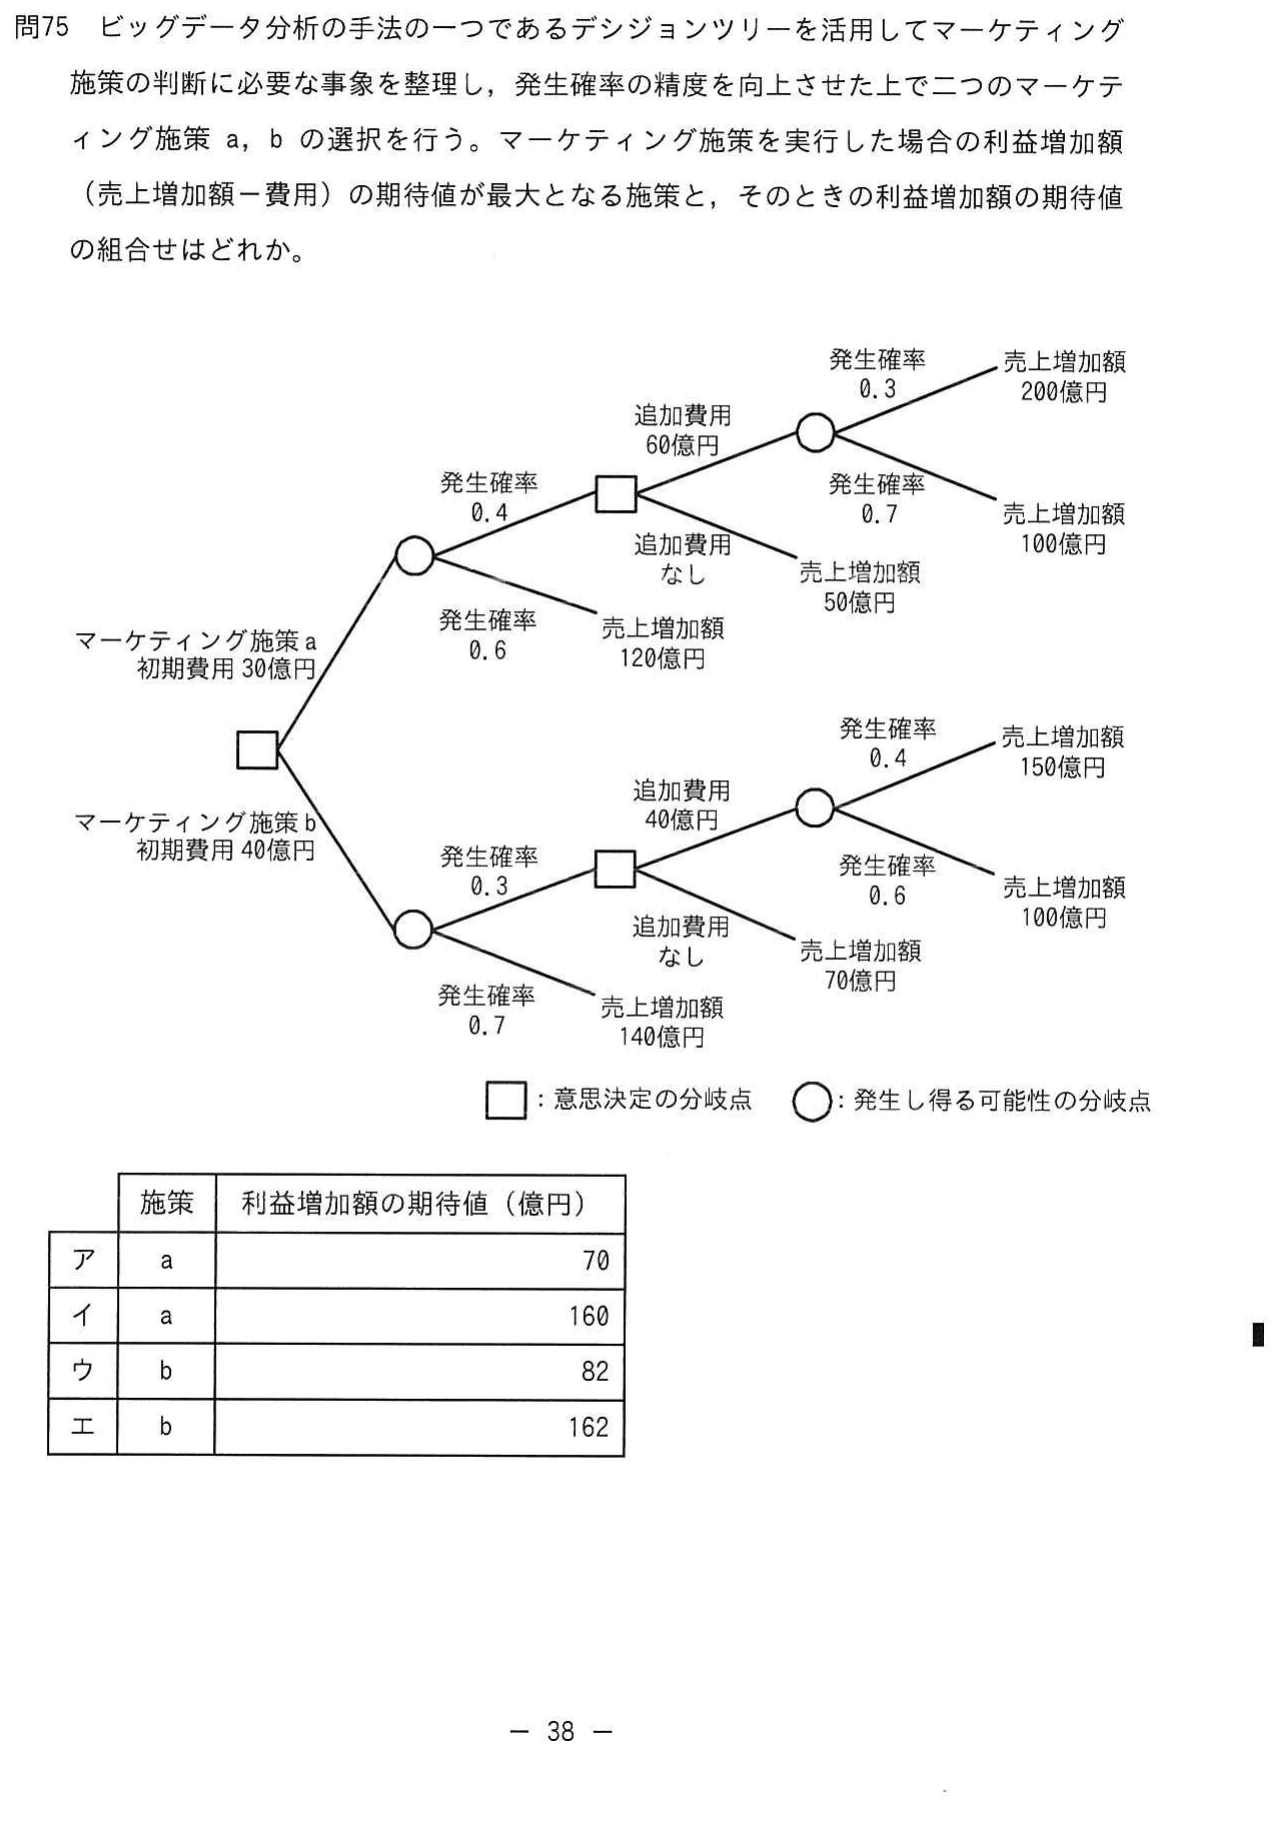 問75 ビッグデータ分析の手法の一つであるデシジョンツリーを活用してマーケティング
施策の判断に必要な事象を整理し，発生確率の精度を向上させた上で二つのマーケテ
ィング施策 a，b の選択を行う。マーケティング施策を実行した場合の利益増加額
（売上増加額－費用）の期待値が最大となる施策と，そのときの利益増加額の期待値
の組合せはどれか。
発生確率
0.3
売上増加額
200億円
追加費用
60億円
発生確率
0.7
売上増加額
100億円
発生確率
0.4
追加費用
なし
売上増加額
50億円
発生確率
0.6
売上増加額
120億円
マーケティング施策 a
初期費用 30億円
発生確率
0.4
売上増加額
150億円
追加費用
40億円
マーケティング施策 b
初期費用 40億円
発生確率
0.3
発生確率
0.6
売上増加額
100億円
追加費用
なし
売上増加額
70億円
発生確率
0.7
売上増加額
140億円
：意思決定の分岐点 ：発生し得る可能性の分岐点
施策 利益増加額の期待値（億円）
ア a 70
イ a 160
ウ b 82
エ b 162
－ 38 －